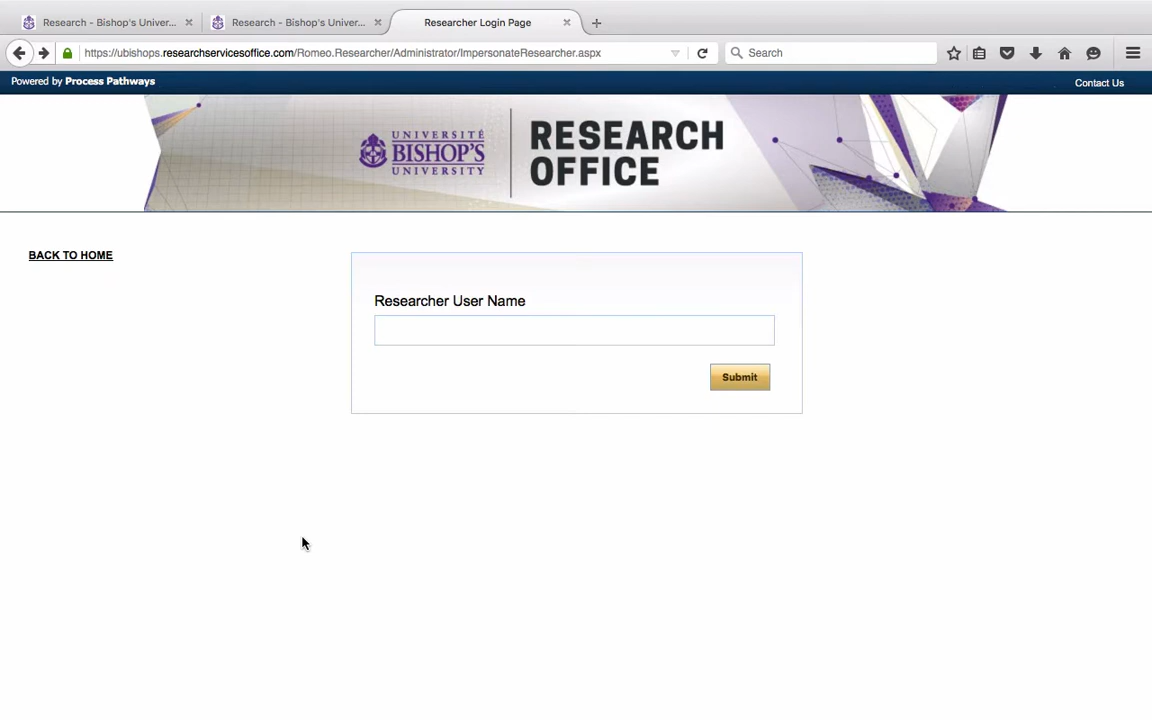 Research - Bishop's Univer...
Research - Bishop's Univer...
Researcher Login Page
https://ubishops.researchservicesoffice.com/Romeo.Researcher/Administrator/ImpersonateResearcher.aspx
Search
Powered by Process Pathways
Contact Us
UNIVERSITÉ
BISHOP'S
UNIVERSITY
RESEARCH
OFFICE
BACK TO HOME
Researcher User Name
Submit